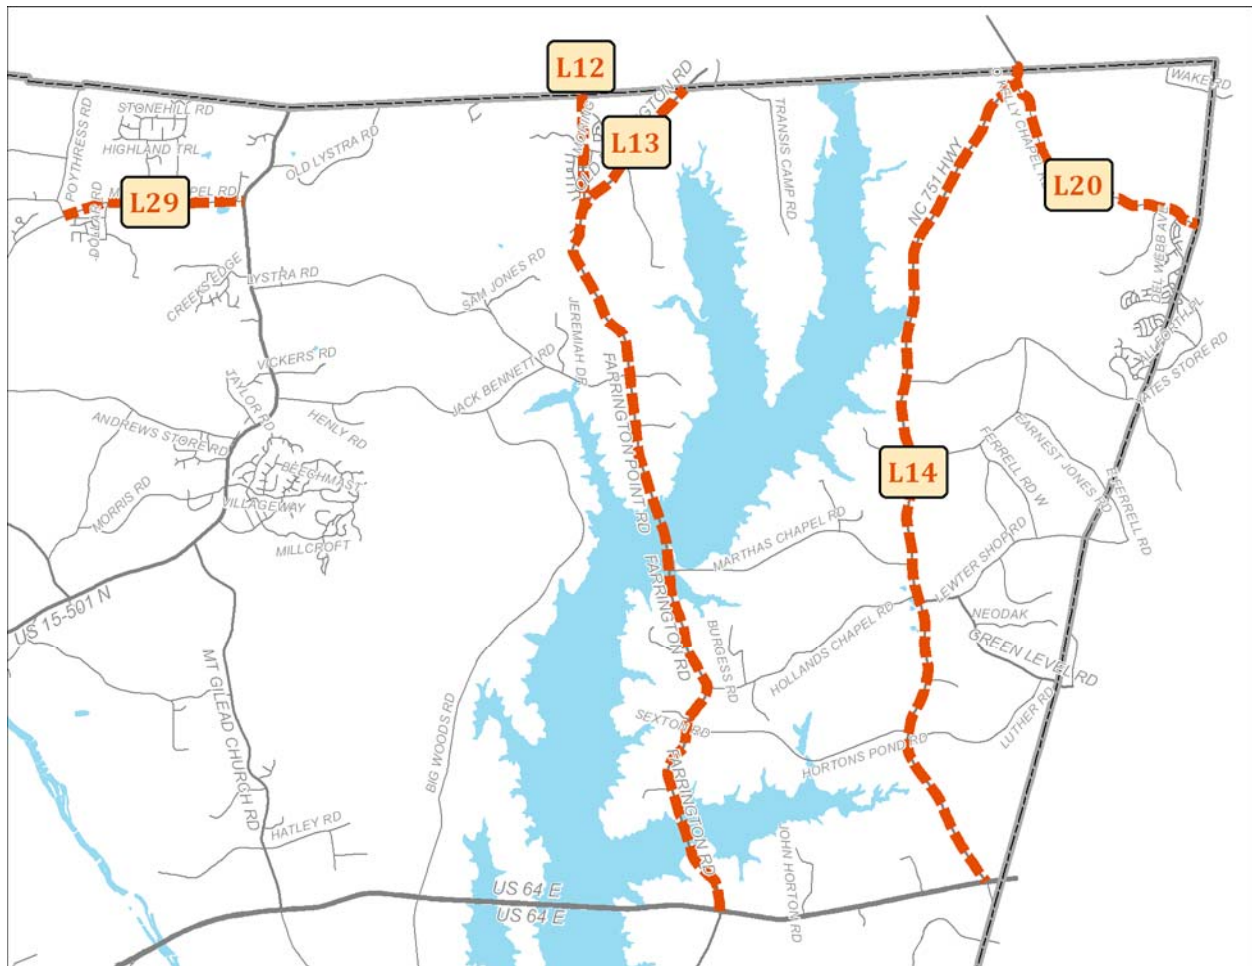 L12
L13
L29
L20
L14
WAKE RD
POYTHRESS RD
STONEHILL RD
HIGHLAND TRL
OLD LYSTRA RD
DOLLAR RD
TRANSIS CAMP RD
NC 751 HWY
DEL WEBB AVE
CREEKS EDGE
LYSTRA RD
SAM JONES RD
JEREMIAH DR
YATES STORE RD
VICKERS RD
JACK BENNETT RD
HENLY RD
ANDREWS STORE RD
MORRIS RD
BEECHMAST
VILLAGEWAY
MILLCROFT
FARRINGTON POINT RD
FERRELL RD W
EARNEST JONES RD
E FERRELL RD
MARTHAS CHAPEL RD
LEWTER SHOP RD
FARRINGTON RD
BURGESS RD
HOLLANDS CHAPEL RD
NEODAK
GREEN LEVEL RD
US 15-501 N
MT GILEAD CHURCH RD
BIG WOODS RD
SEXTON RD
HORTONS POND RD
LUTHER RD
FARRINGTON RD
HATLEY RD
JOHN HORTON RD
US 64 E
US 64 E